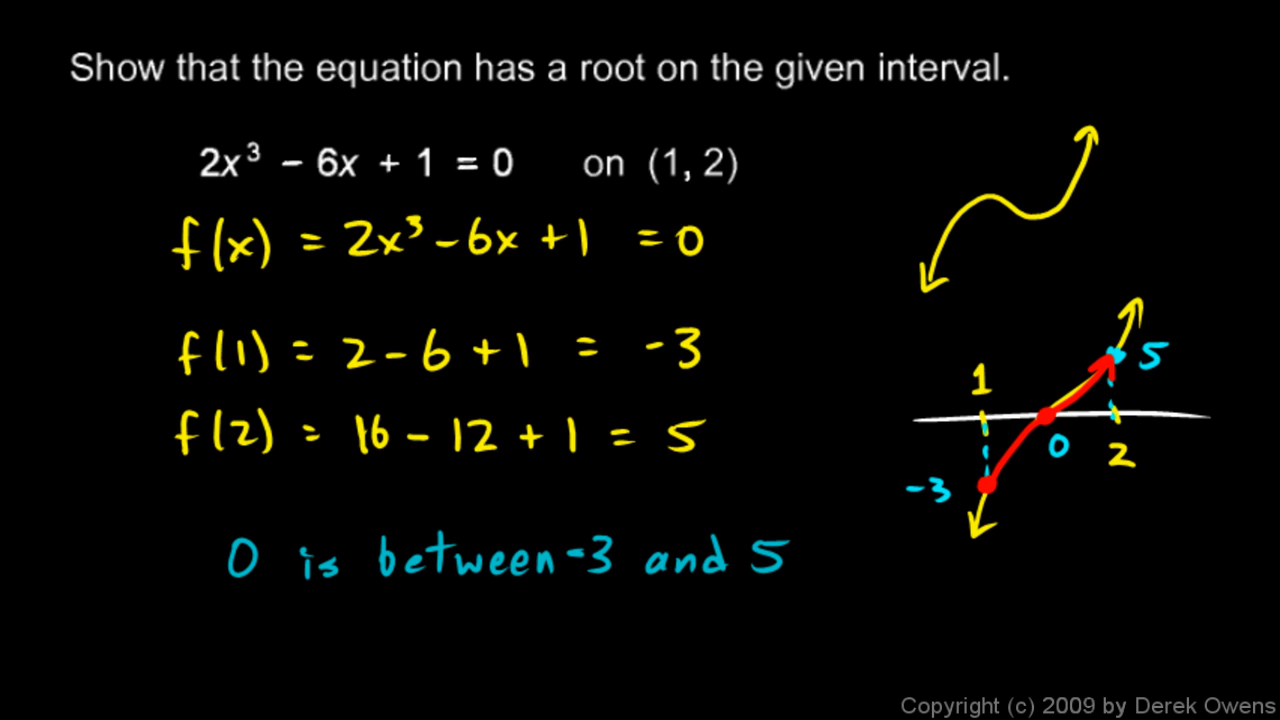 Show that the equation has a root on the given interval.
2x³ − 6x + 1 = 0 on (1, 2)
f(x) = 2x³ - 6x + 1 = 0
f(1) = 2 - 6 + 1 = -3
f(2) = 16 - 12 + 1 = 5
0 is between -3 and 5
1
5
0
2
-3
Copyright (c) 2009 by Derek Owens